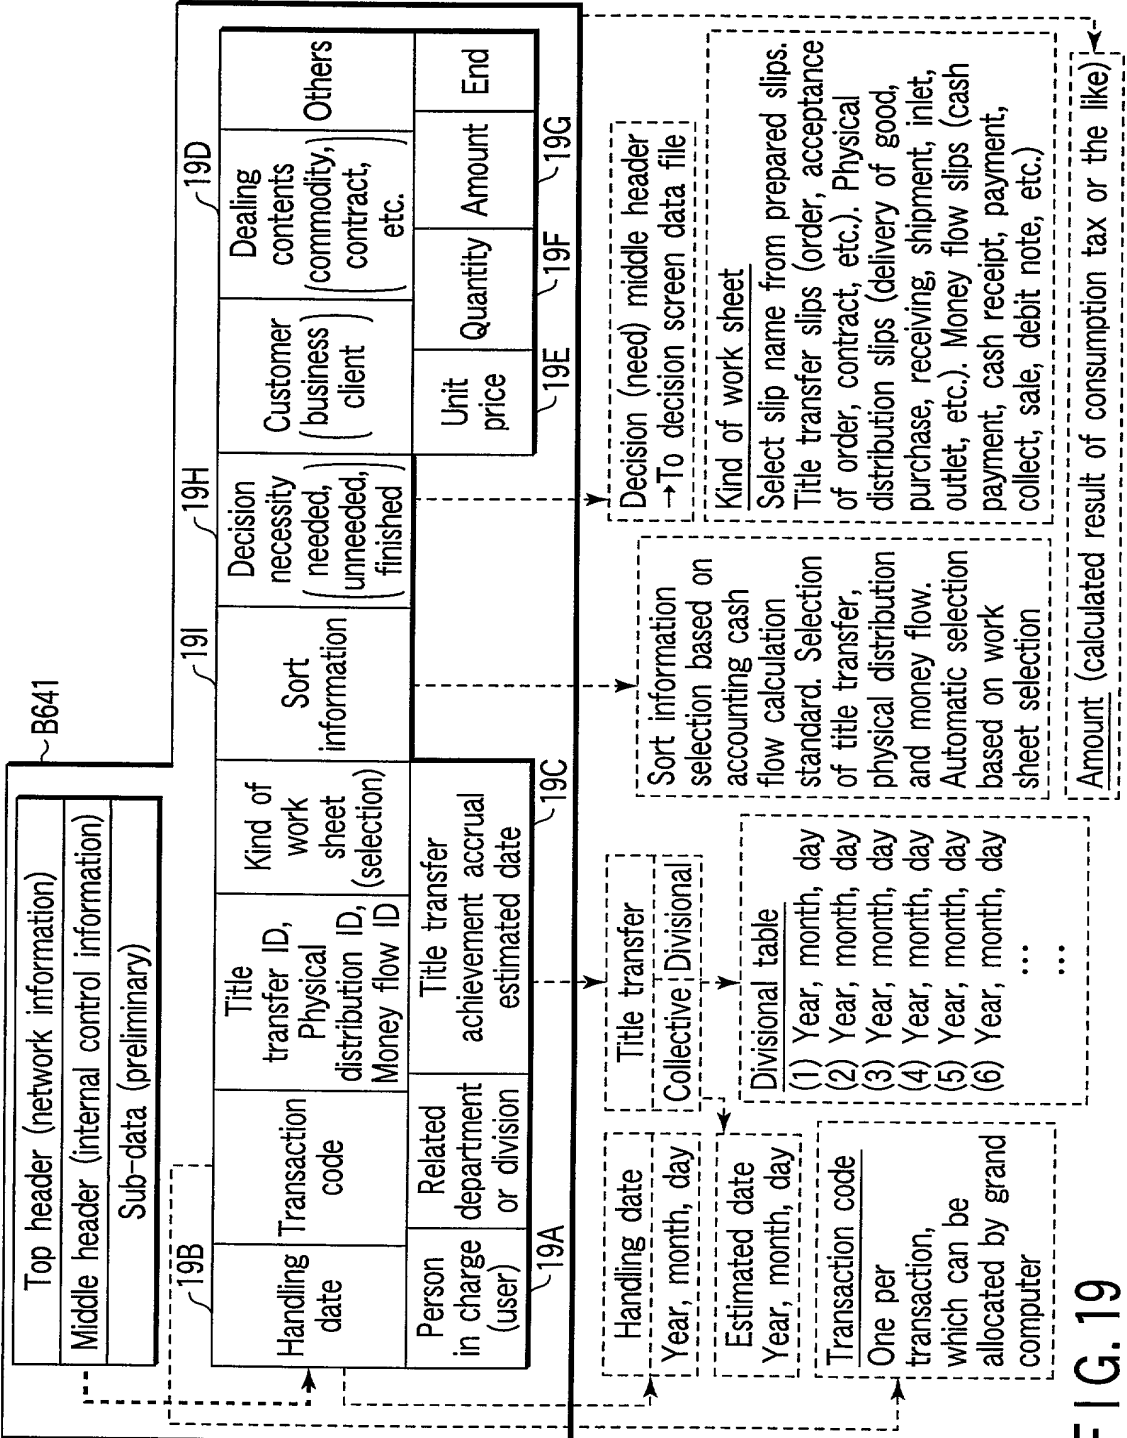 B641
Top header (network information)
Middle header (internal control information)
Sub-data (preliminary)
19B
19I
19H
19D
Handling
date
Transaction
code
Title
transfer ID,
Physical
distribution ID,
Money flow ID
Kind of
work
sheet
(selection)
Sort
information
Decision
necessity
(needed,
unneeded,
finished)
Customer
(business
client)
Dealing
contents
(commodity,
contract,
etc.)
Others
Person
in charge
(user)
Related
department
or division
Title transfer
achievement accrual
estimated date
Unit
price
Quantity
Amount
End
19A
19C
19E
19F
19G
Handling date
Year, month, day
Estimated date
Year, month, day
Transaction code
One per
transaction,
which can be
allocated by grand
computer
Title transfer
Collective
Divisional
Divisional table
(1) Year, month, day
(2) Year, month, day
(3) Year, month, day
(4) Year, month, day
(5) Year, month, day
(6) Year, month, day
...
...
Sort information
selection based on
accounting cash
flow calculation
standard. Selection
of title transfer,
physical distribution
and money flow.
Automatic selection
based on work
sheet selection
Decision (need) middle header
→To decision screen data file
Kind of work sheet
Select slip name from prepared slips.
Title transfer slips (order, acceptance
of order, contract, etc.). Physical
distribution slips (delivery of good,
purchase, receiving, shipment, inlet,
outlet, etc.). Money flow slips (cash
payment, cash receipt, payment,
collect, sale, debit note, etc.)
Amount (calculated result of consumption tax or the like)
FIG. 19